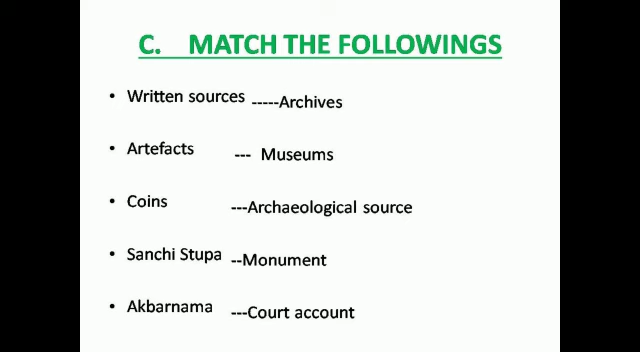 C. MATCH THE FOLLOWINGS
• Written sources -----Archives
• Artefacts --- Museums
• Coins ---Archaeological source
• Sanchi Stupa --Monument
• Akbarnama ---Court account